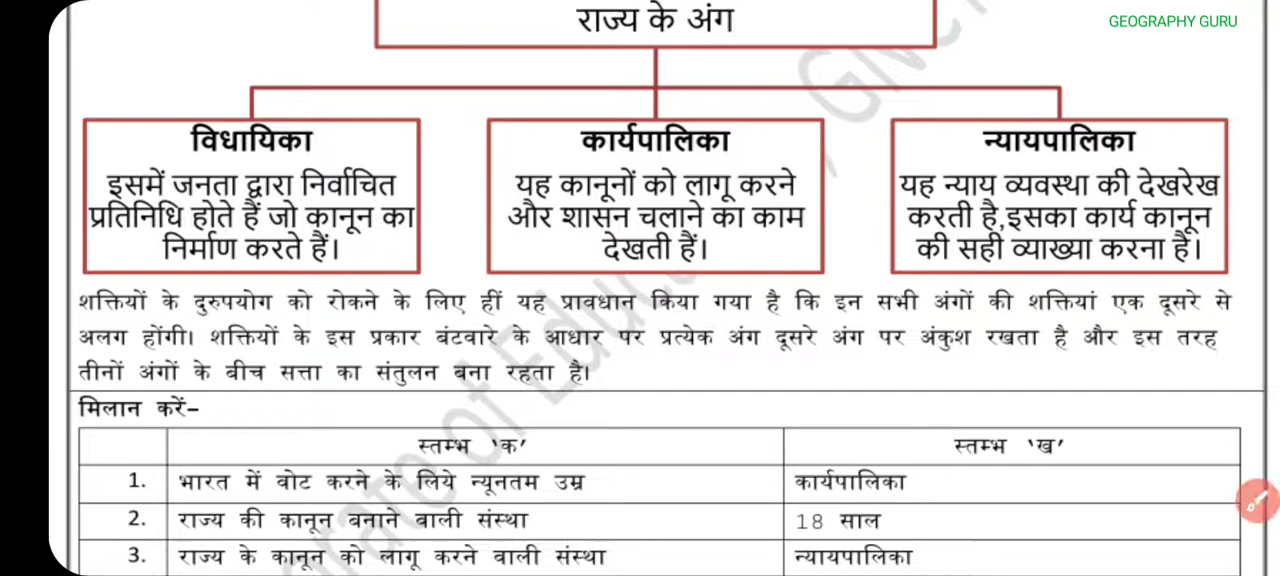 राज्य के अंग
GEOGRAPHY GURU
विधायिका
इसमें जनता द्वारा निर्वाचित
प्रतिनिधि होते हैं जो कानून का
निर्माण करते हैं।
कार्यपालिका
यह कानूनों को लागू करने
और शासन चलाने का काम
देखती हैं।
न्यायपालिका
यह न्याय व्यवस्था की देखरेख
करती है,इसका कार्य कानून
की सही व्याख्या करना है।
शक्तियों के दुरुपयोग को रोकने के लिए हीं यह प्रावधान किया गया है कि इन सभी अंगों की शक्तियां एक दूसरे से
अलग होंगी। शक्तियों के इस प्रकार बंटवारे के आधार पर प्रत्येक अंग दूसरे अंग पर अंकुश रखता है और इस तरह
तीनों अंगों के बीच सत्ता का संतुलन बना रहता है।
मिलान करें-
स्तम्भ 'क' स्तम्भ 'ख'
1. भारत में वोट करने के लिये न्यूनतम उम्र कार्यपालिका
2. राज्य की कानून बनाने वाली संस्था 18 साल
3. राज्य के कानून को लागू करने वाली संस्था न्यायपालिका